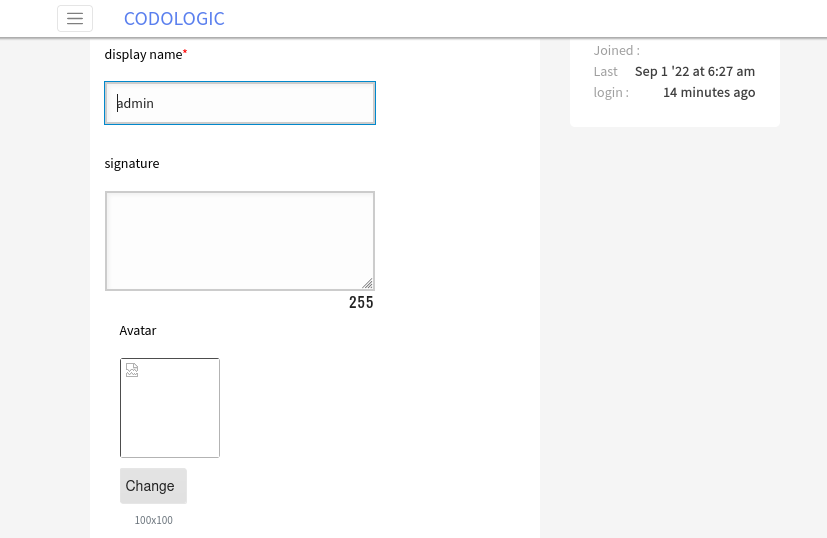 CODOLOGIC
display name*
admin
signature
255
Avatar
Change
100x100
Joined :
Last Sep 1 '22 at 6:27 am
login : 14 minutes ago